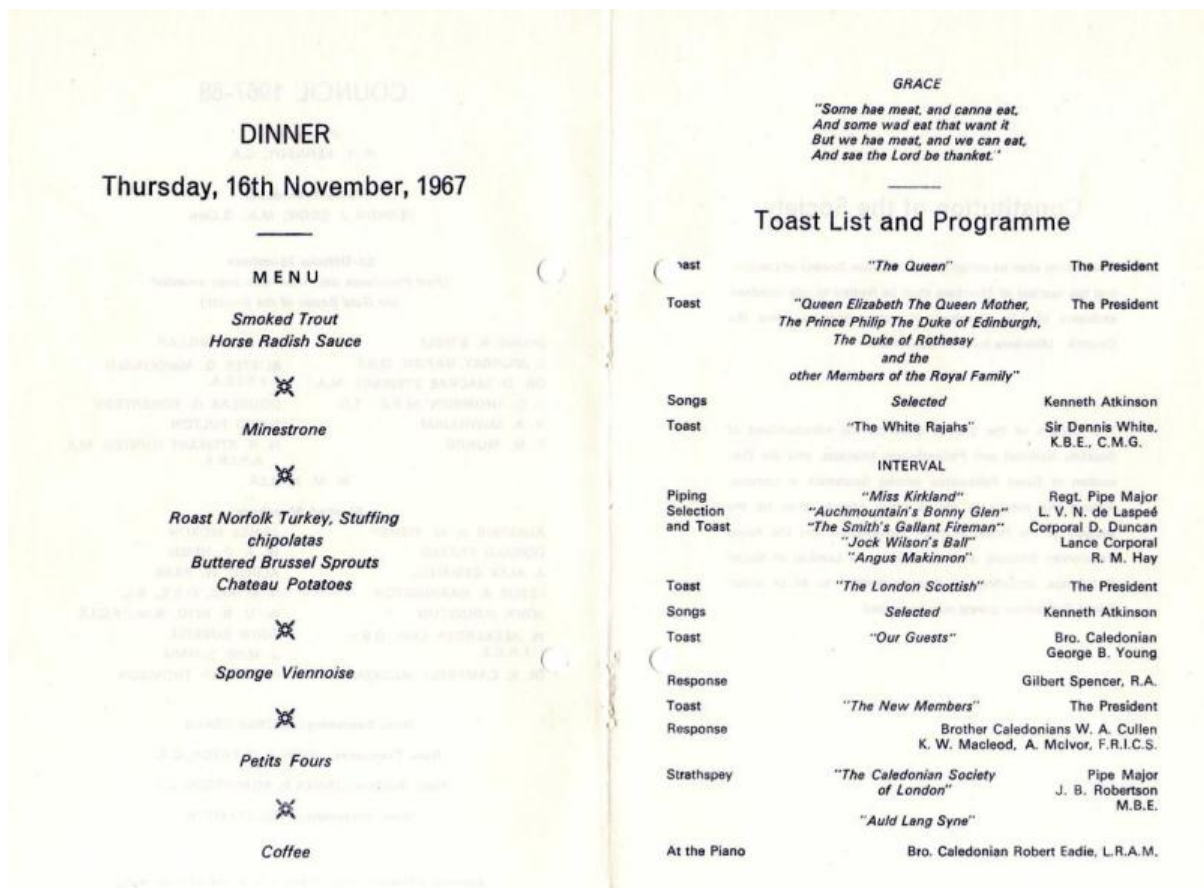 DINNER
Thursday, 16th November, 1967
MENU
Smoked Trout
Horse Radish Sauce
Minestrone
Roast Norfolk Turkey, Stuffing
chipolatas
Buttered Brussel Sprouts
Chateau Potatoes
Sponge Viennoise
Petits Fours
Coffee
GRACE
"Some hae meat, and canna eat,
And some wad eat that want it
But we hae meat, and we can eat,
And sae the Lord be thanket."
Toast List and Programme
"The Queen" The President
Toast "Queen Elizabeth The Queen Mother, The President
The Prince Philip The Duke of Edinburgh,
The Duke of Rothesay
and the
other Members of the Royal Family"
Songs Selected Kenneth Atkinson
Toast "The White Rajahs" Sir Dennis White,
K.B.E., C.M.G.
INTERVAL
Piping "Miss Kirkland" Regt. Pipe Major
Selection "Auchmountain's Bonny Glen" L. V. N. de Laspeé
and Toast "The Smith's Gallant Fireman" Corporal D. Duncan
"Jock Wilson's Ball" Lance Corporal
"Angus Makinnon" R. M. Hay
Toast "The London Scottish" The President
Songs Selected Kenneth Atkinson
Toast "Our Guests" Bro. Caledonian
George B. Young
Response Gilbert Spencer, R.A.
Toast "The New Members" The President
Response Brother Caledonians W. A. Cullen
K. W. Macleod, A. McIvor, F.R.I.C.S.
Strathspey "The Caledonian Society Pipe Major
of London" J. B. Robertson
M.B.E.
"Auld Lang Syne"
At the Piano Bro. Caledonian Robert Eadie, L.R.A.M.